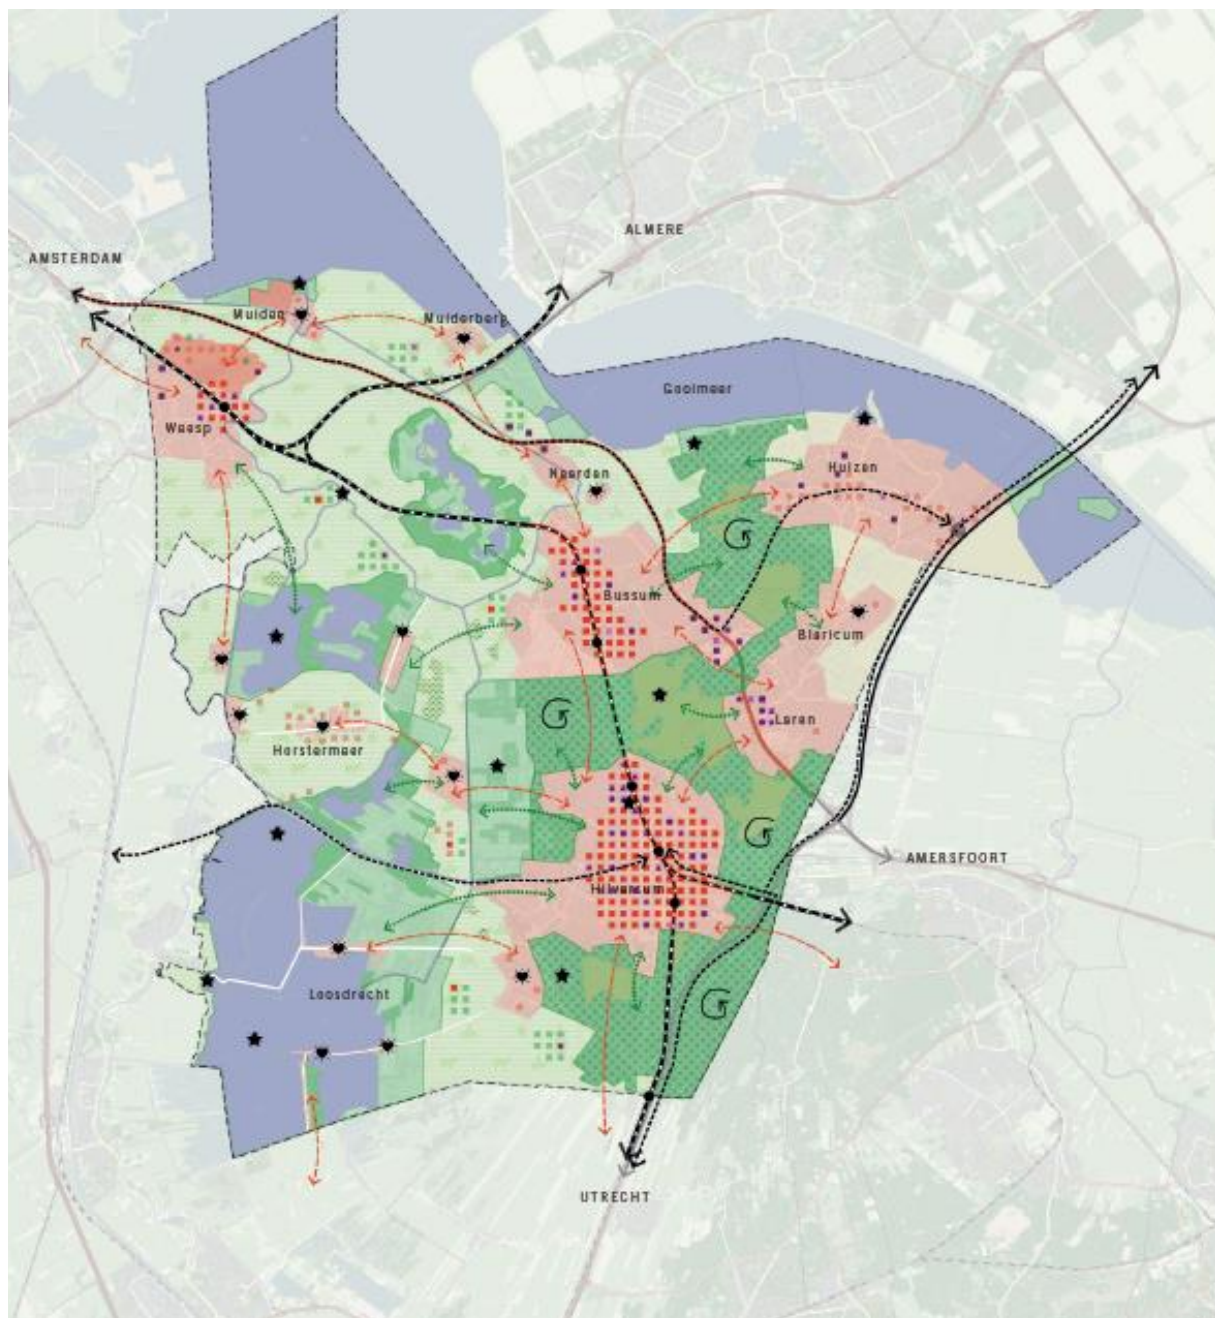 ALMERE
AMSTERDAM
Muiden
Muiderberg
Gooimeer
Weesp
Naarden
Huizen
Bussum
Blaricum
Laren
Horstermeer
AMERSFOORT
Hilversum
Loosdrecht
UTRECHT